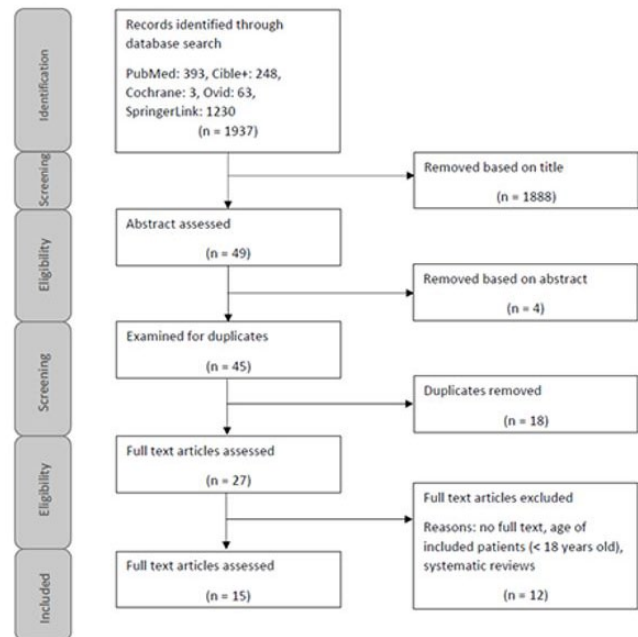 Identification
Records identified through
database search
PubMed: 393, Cible+: 248,
Cochrane: 3, Ovid: 63,
SpringerLink: 1230
(n = 1937)
Screening
Removed based on title
(n = 1888)
Eligibility
Abstract assessed
(n = 49)
Removed based on abstract
(n = 4)
Screening
Examined for duplicates
(n = 45)
Duplicates removed
(n = 18)
Eligibility
Full text articles assessed
(n = 27)
Full text articles excluded
Reasons: no full text, age of
included patients (< 18 years old),
systematic reviews
(n = 12)
Included
Full text articles assessed
(n = 15)